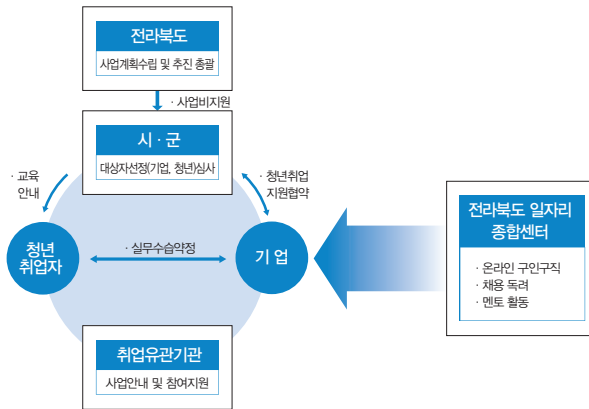 전라북도
사업계획수립 및 추진 총괄
· 사업비지원
시 · 군
대상자선정(기업, 청년)심사
· 교육
안내
· 청년취업
지원협약
청년
취업자
· 실무수습약정
기 업
전라북도 일자리
종합센터
· 온라인 구인구직
· 채용 독려
· 멘토 활동
취업유관기관
사업안내 및 참여지원